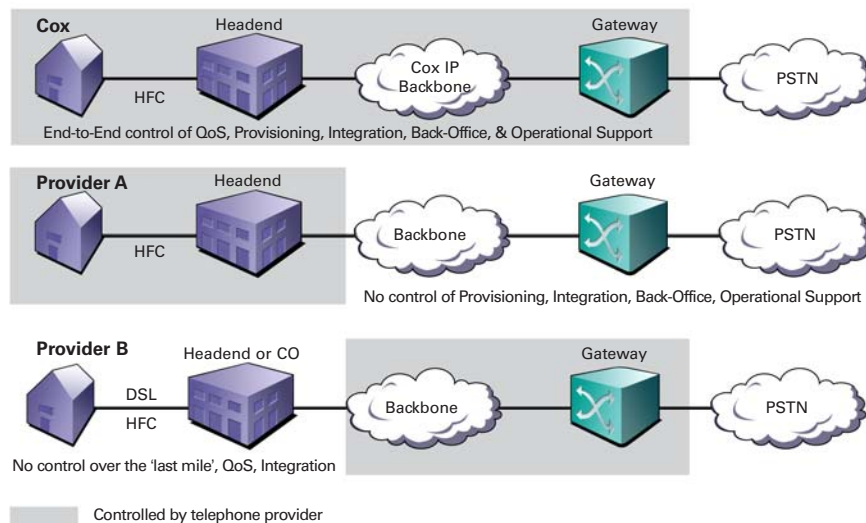 Cox
Headend
Gateway
HFC
Cox IP
Backbone
PSTN
End-to-End control of QoS, Provisioning, Integration, Back-Office, & Operational Support
Provider A
Headend
Gateway
HFC
Backbone
PSTN
No control of Provisioning, Integration, Back-Office, Operational Support
Provider B
Headend or CO
Gateway
DSL
HFC
Backbone
PSTN
No control over the ‘last mile’, QoS, Integration
Controlled by telephone provider